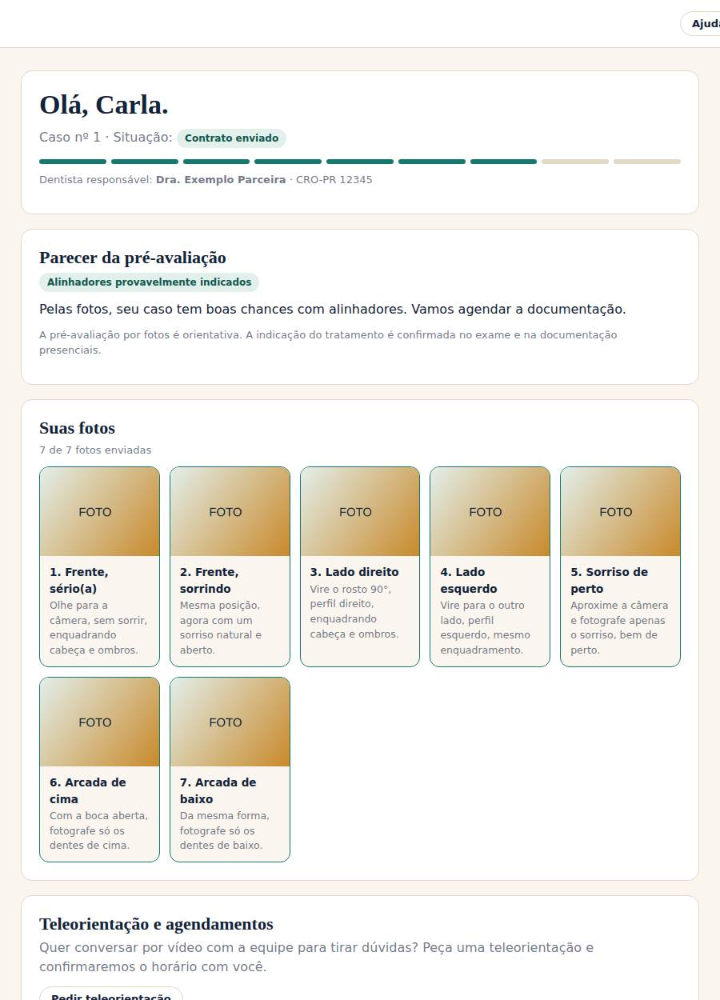 Olá, Carla.
Caso nº 1 · Situação: Contrato enviado
Dentista responsável: Dra. Exemplo Parceira · CRO-PR 12345
Parecer da pré-avaliação
Alinhadores provavelmente indicados
Pelas fotos, seu caso tem boas chances com alinhadores. Vamos agendar a documentação.
A pré-avaliação por fotos é orientativa. A indicação do tratamento é confirmada no exame e na documentação
presenciais.
Suas fotos
7 de 7 fotos enviadas
FOTO
1. Frente,
sério(a)
Olhe para a
câmera, sem sorrir,
enquadrando
cabeça e ombros.
FOTO
2. Frente,
sorrindo
Mesma posição,
agora com um
sorriso natural e
aberto.
FOTO
3. Lado direito
Vire o rosto 90°,
perfil direito,
enquadrando
cabeça e ombros.
FOTO
4. Lado
esquerdo
Vire para o outro
lado, perfil
esquerdo, mesmo
enquadramento.
FOTO
5. Sorriso de
perto
Aproxime a câmera
e fotografe apenas
o sorriso, bem de
perto.
FOTO
6. Arcada de
cima
Com a boca aberta,
fotografe só os
dentes de cima.
FOTO
7. Arcada de
baixo
Da mesma forma,
fotografe só os
dentes de baixo.
Teleorientação e agendamentos
Quer conversar por vídeo com a equipe para tirar dúvidas? Peça uma teleorientação e
confirmaremos o horário com você.
Pedir teleorientação